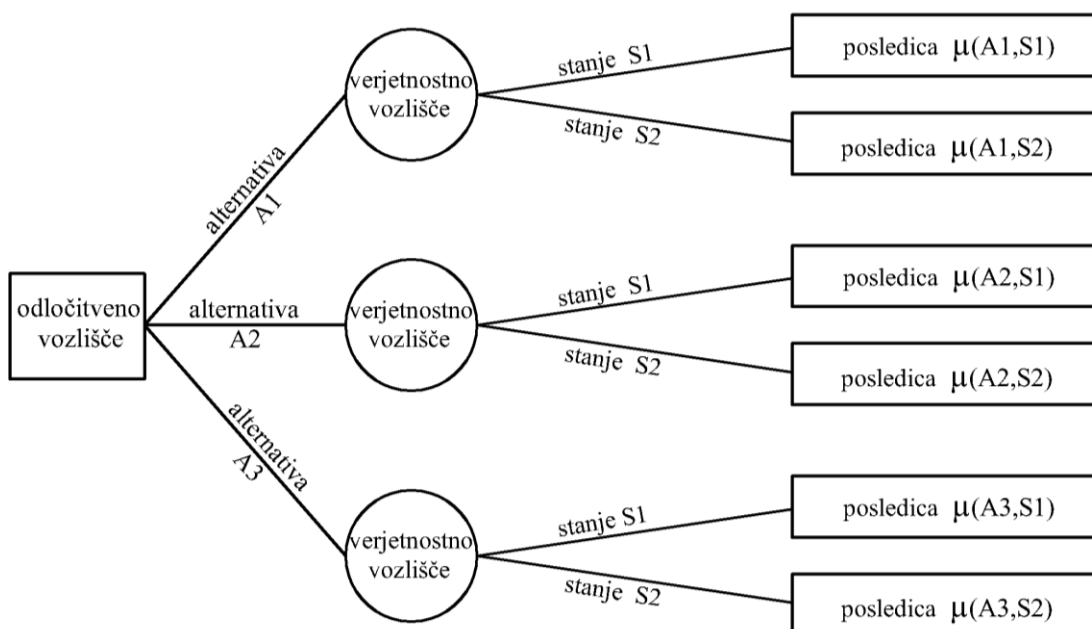 odločitveno
vozlišče
alternativa
A1
verjetnostno
vozlišče
stanje S1
posledica μ(A1,S1)
stanje S2
posledica μ(A1,S2)
alternativa
A2
verjetnostno
vozlišče
stanje S1
posledica μ(A2,S1)
stanje S2
posledica μ(A2,S2)
alternativa
A3
verjetnostno
vozlišče
stanje S1
posledica μ(A3,S1)
stanje S2
posledica μ(A3,S2)